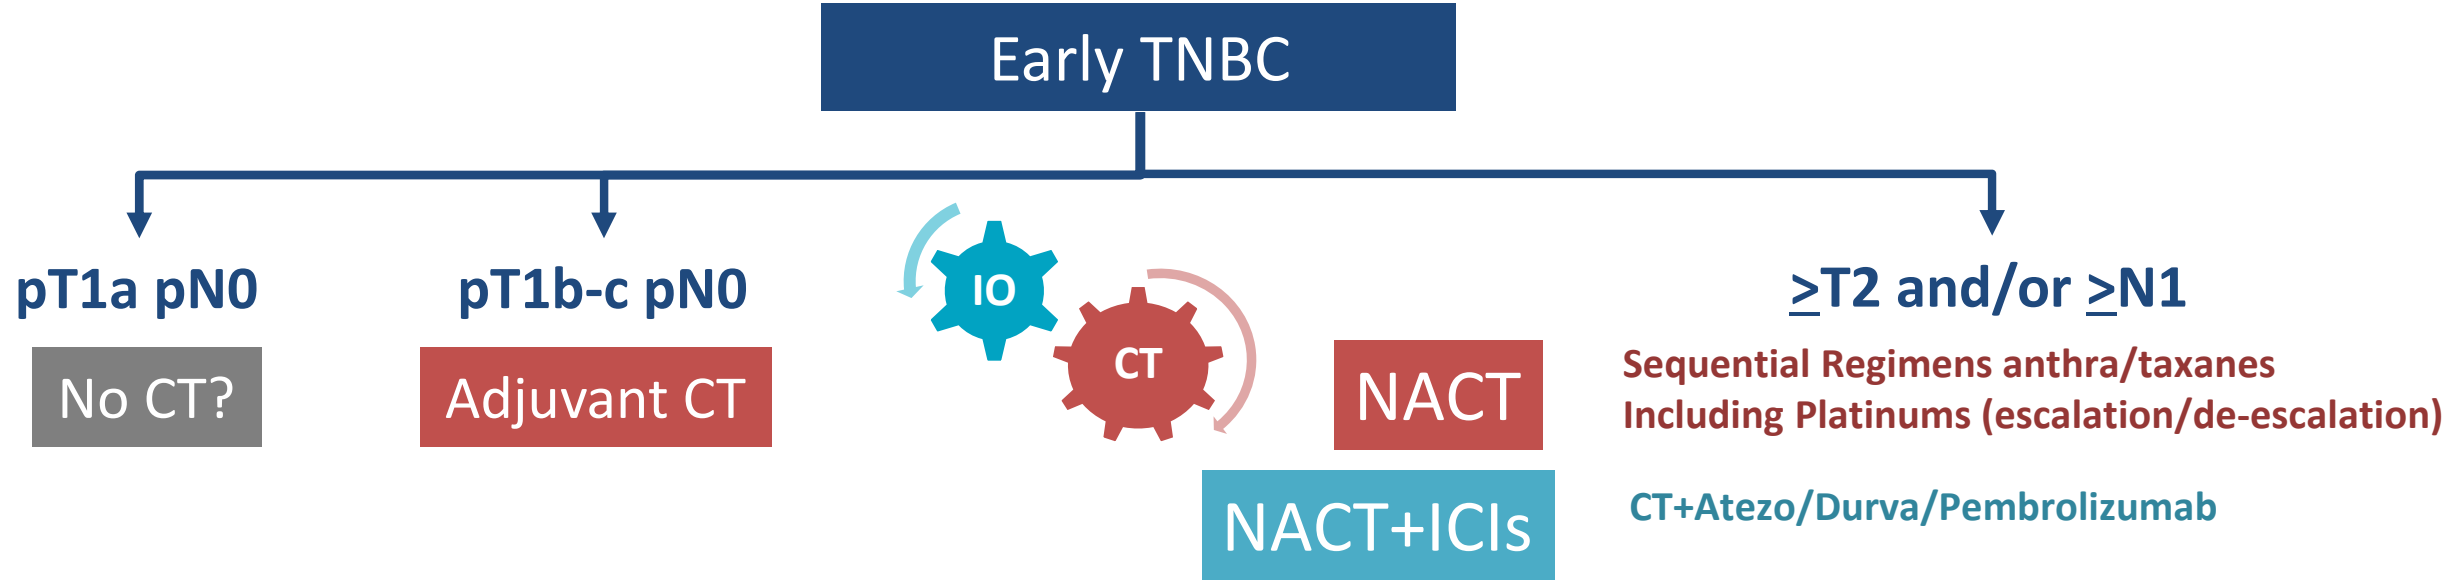 Early TNBC
pT1a pN0
No CT?
pT1b-c pN0
Adjuvant CT
IO
CT
NACT
NACT+ICIs
≥T2 and/or ≥N1
Sequential Regimens anthra/taxanes
Including Platinums (escalation/de-escalation)
CT+Atezo/Durva/Pembrolizumab